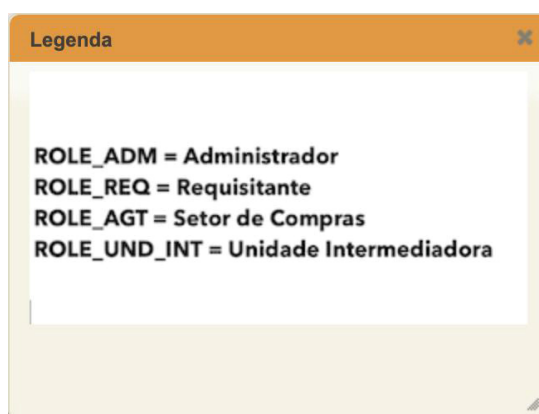 Legenda
ROLE_ADM = Administrador
ROLE_REQ = Requisitante
ROLE_AGT = Setor de Compras
ROLE_UND_INT = Unidade Intermediadora